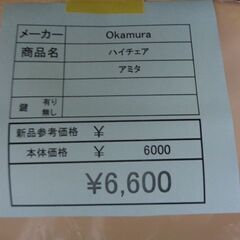 メーカー Okamura
商品名 ハイチェア
アミタ
鍵 有り 無し
新品参考価格 ¥
本体価格 ¥ 6000
¥6,600